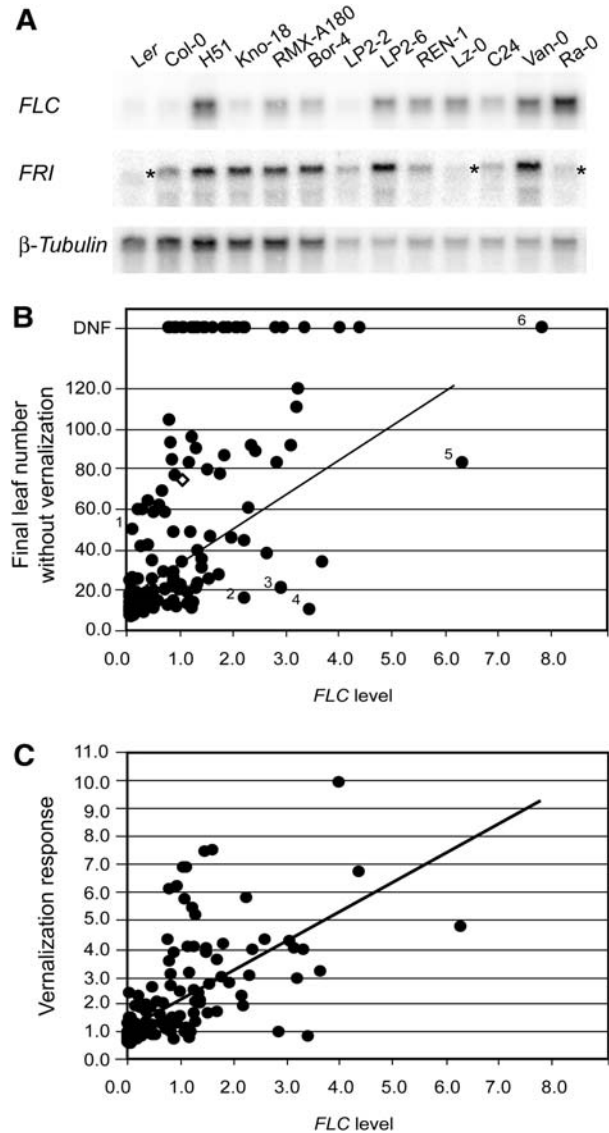 A
Ler Col-0 H51 Kno-18 RMX-A180 Bor-4 LP2-2 LP2-6 REN-1 Lz-0 C24 Van-0 Ra-0
FLC
FRI * * *
β-Tubulin
B
DNF
120.0
100.0
80.0
60.0
40.0
20.0
0.0
Final leaf number
without vernalization
1
2
3
4
5
6
0.0 1.0 2.0 3.0 4.0 5.0 6.0 7.0 8.0
FLC level
C
11.0
10.0
9.0
8.0
7.0
6.0
5.0
4.0
3.0
2.0
1.0
0.0
Vernalization response
0.0 1.0 2.0 3.0 4.0 5.0 6.0 7.0 8.0
FLC level